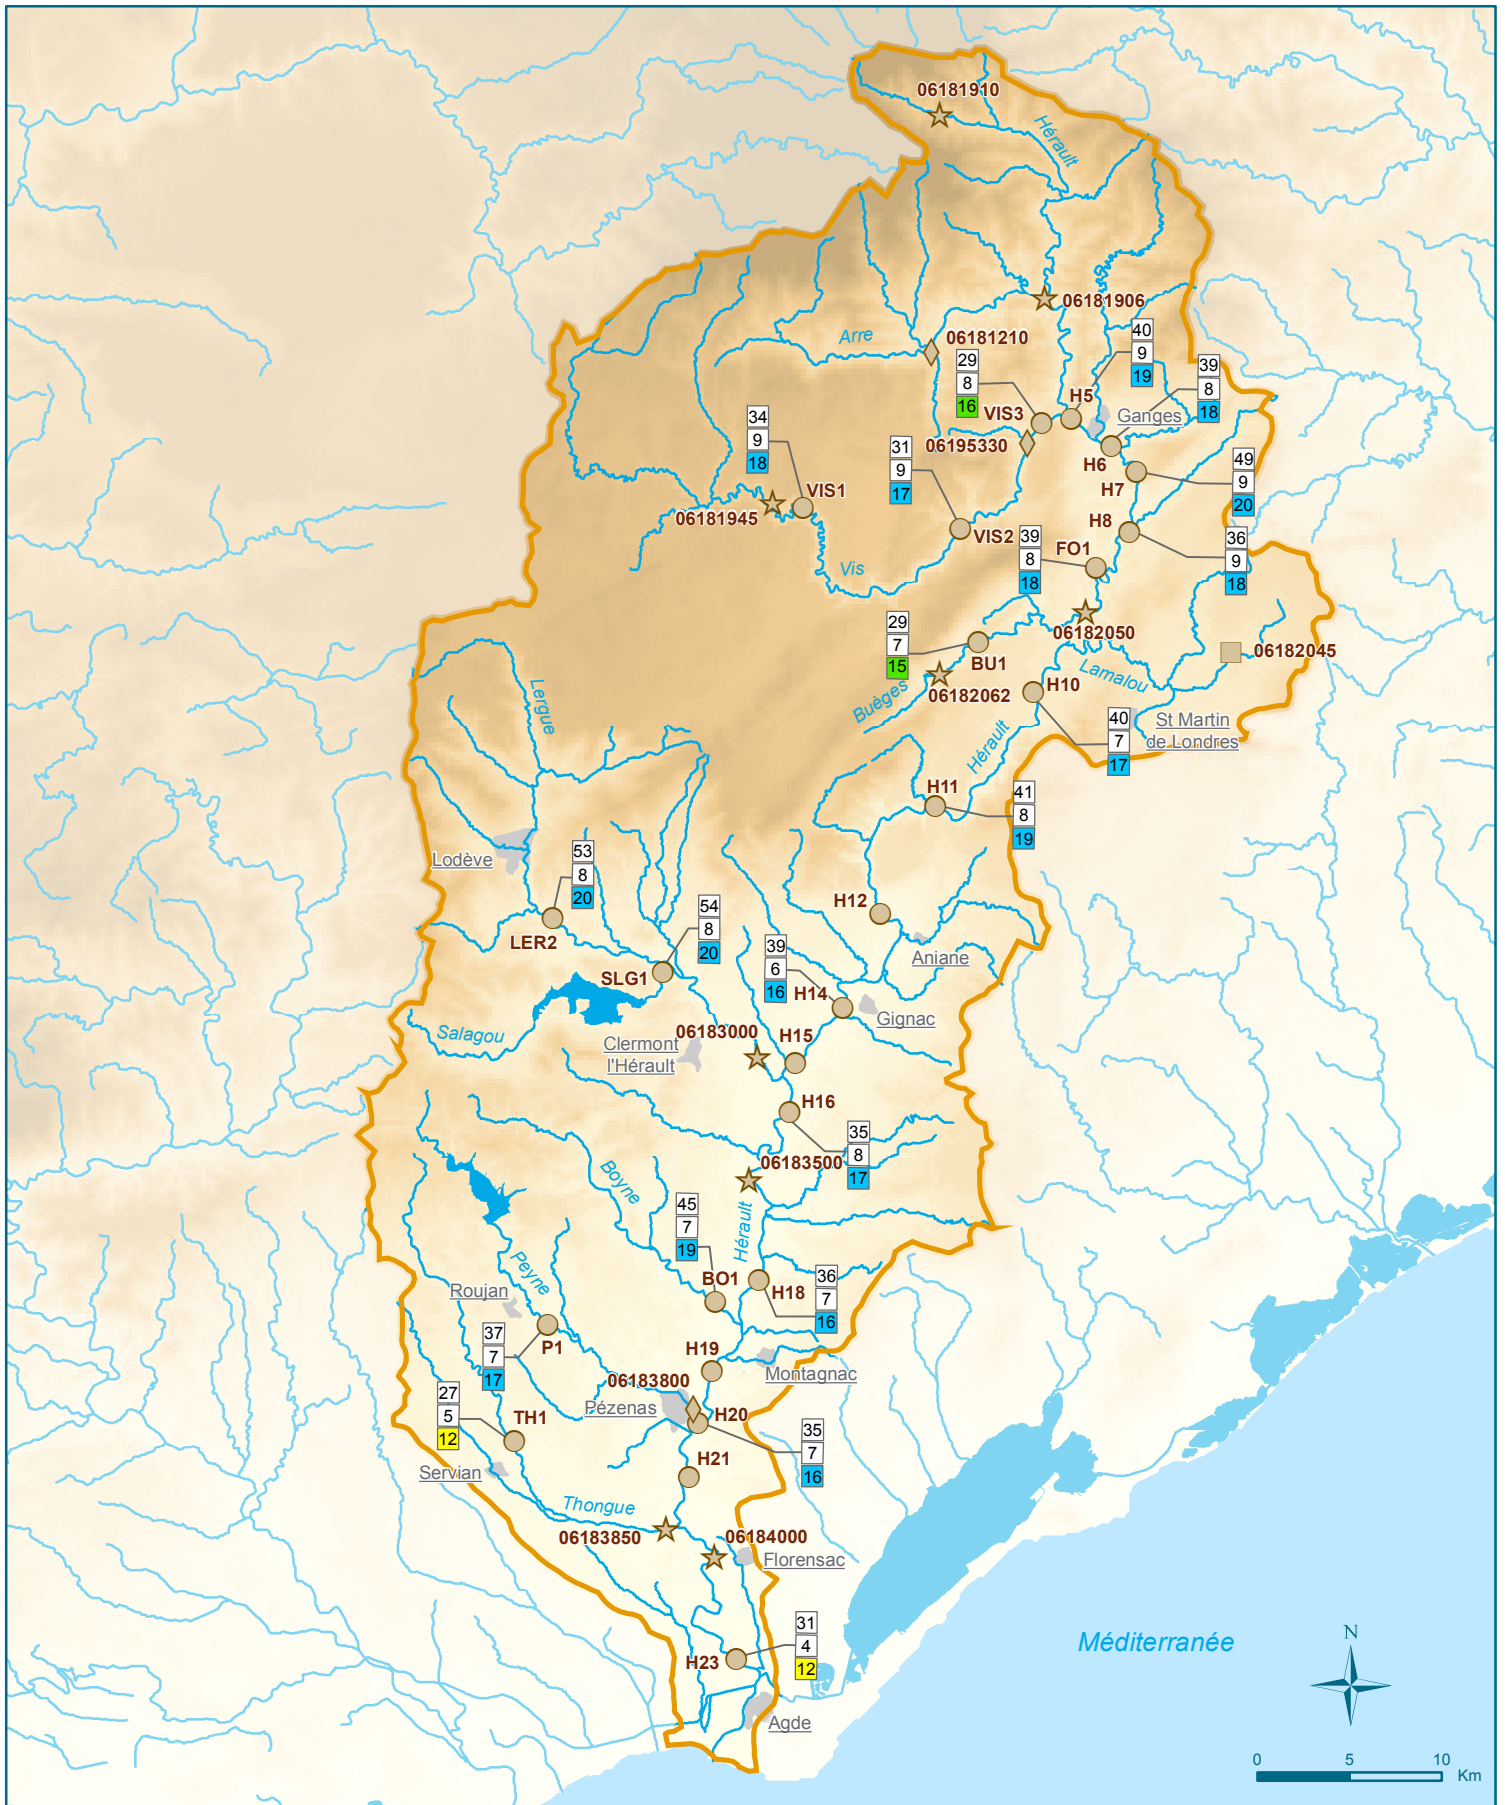 06181910
Hérault
06181906
40
9
19
Arre
06181210
29
8
16
39
8
18
H5
VIS3
Ganges
34
9
18
06195330
31
9
17
H6
49
9
20
H7
VIS1
06181945
H8
VIS2
39
8
18
FO1
36
9
18
Vis
29
7
15
06182050
BU1
06182045
Lamalou
06182062
H10
Buèges
Lergue
40
7
17
St Martin
de Londres
Hérault
H11
41
8
19
Lodève
53
8
20
LER2
54
8
20
H12
Aniane
39
6
16
SLG1
H14
Gignac
Salagou
06183000
H15
Clermont
l'Hérault
H16
35
8
17
06183500
Boyne
45
7
19
Hérault
Peyne
BO1
H18
36
7
16
Roujan
P1
37
7
17
H19
Montagnac
06183800
Pézenas
H20
27
5
12
TH1
35
7
16
H21
Servian
Thongue
06183850
06184000
Florensac
31
4
12
H23
Méditerranée
N
Agde
0 5 10
Km